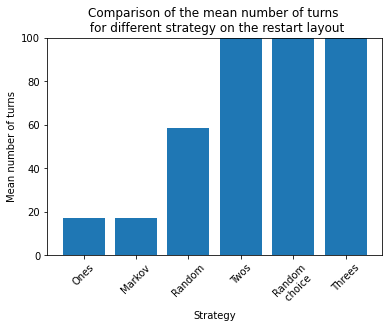 Comparison of the mean number of turns
for different strategy on the restart layout
100
80
60
40
20
0
Mean number of turns
Ones
Markov
Random
Twos
Random
choice
Threes
Strategy